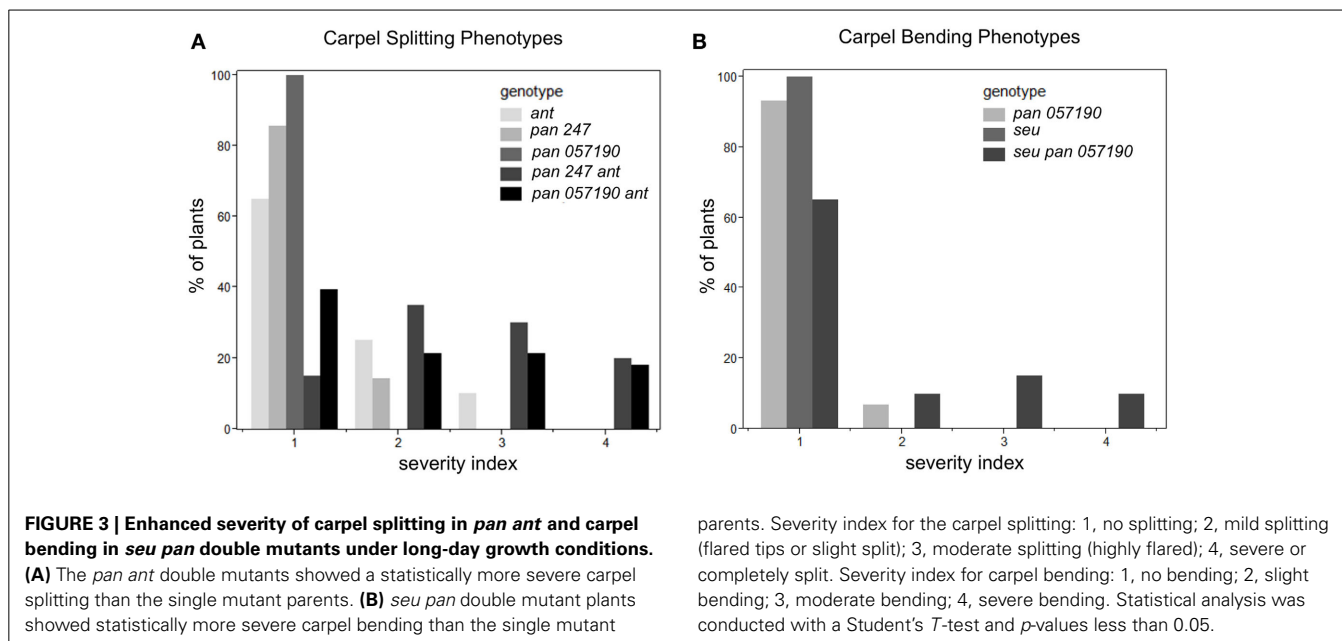 A
Carpel Splitting Phenotypes
100
80
60
40
20
0
% of plants
genotype
ant
pan 247
pan 057190
pan 247 ant
pan 057190 ant
1
2
3
4
severity index
B
Carpel Bending Phenotypes
100
80
60
40
20
0
% of plants
genotype
pan 057190
seu
seu pan 057190
1
2
3
4
severity index
FIGURE 3 | Enhanced severity of carpel splitting in pan ant and carpel
bending in seu pan double mutants under long-day growth conditions.
(A) The pan ant double mutants showed a statistically more severe carpel
splitting than the single mutant parents. (B) seu pan double mutant plants
showed statistically more severe carpel bending than the single mutant
parents. Severity index for the carpel splitting: 1, no splitting; 2, mild splitting
(flared tips or slight split); 3, moderate splitting (highly flared); 4, severe or
completely split. Severity index for carpel bending: 1, no bending; 2, slight
bending; 3, moderate bending; 4, severe bending. Statistical analysis was
conducted with a Student's T-test and p-values less than 0.05.